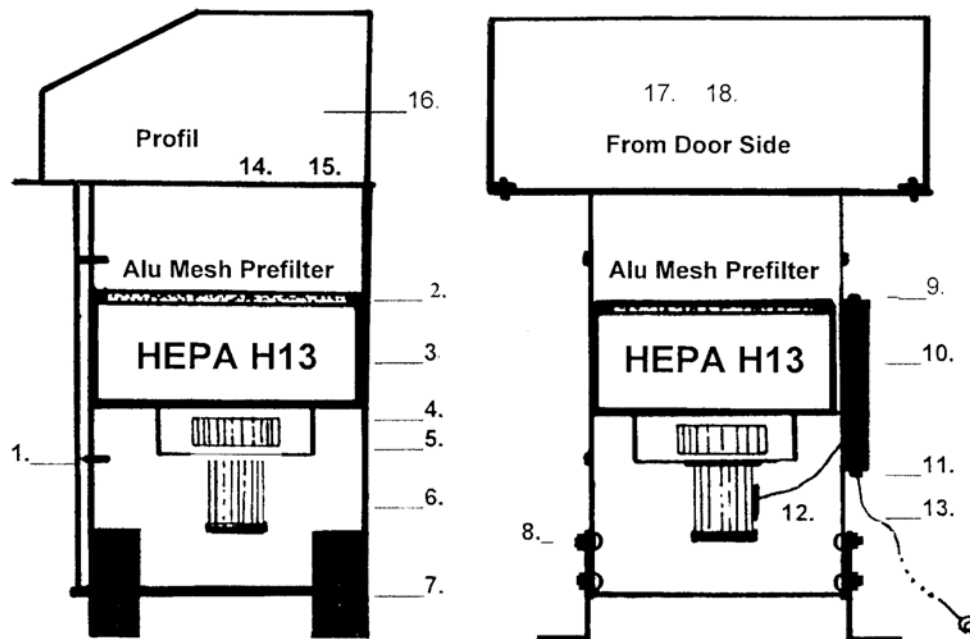 16.
Profil
14. 15.
Alu Mesh Prefilter
2.
HEPA H13
3.
4.
5.
1.
6.
7.
17. 18.
From Door Side
Alu Mesh Prefilter
9.
HEPA H13
10.
11.
12.
13.
8.